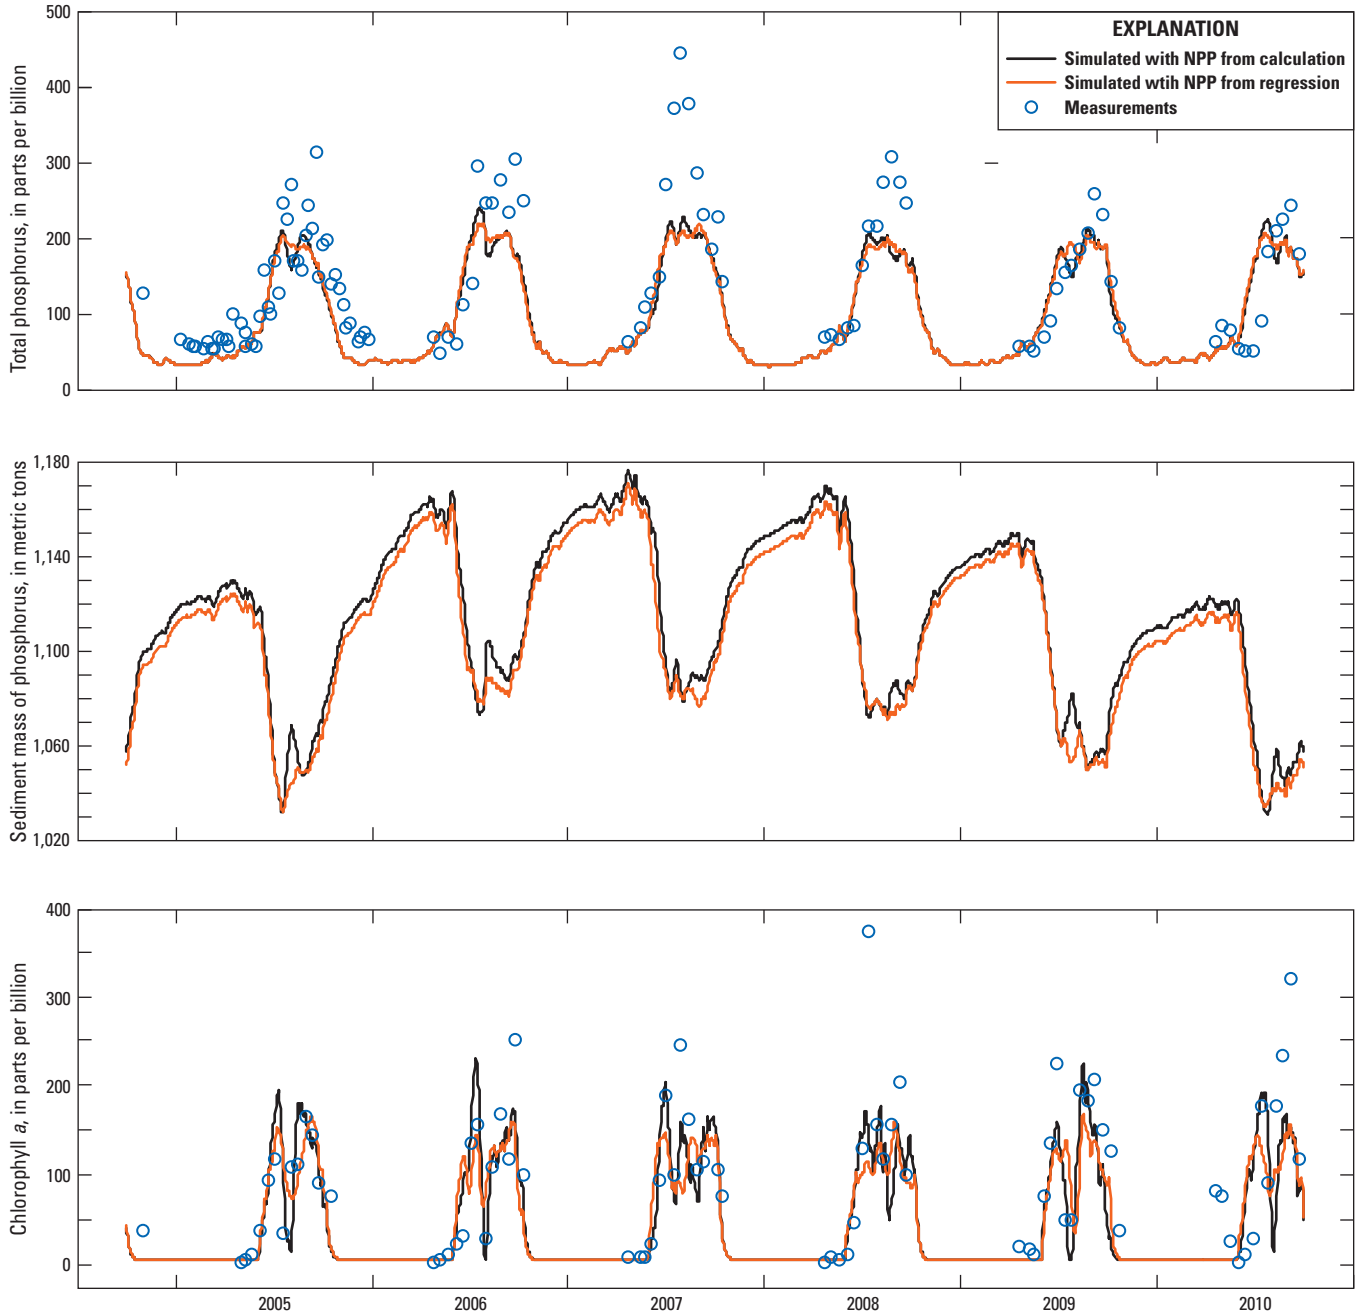 500
400
300
200
100
0
Total phosphorus, in parts per billion
EXPLANATION
Simulated with NPP from calculation
Simulated wtih NPP from regression
Measurements
1,180
1,140
1,100
1,060
1,020
Sediment mass of phosphorus, in metric tons
400
300
200
100
0
Chlorophyll a, in parts per billion
2005 2006 2007 2008 2009 2010